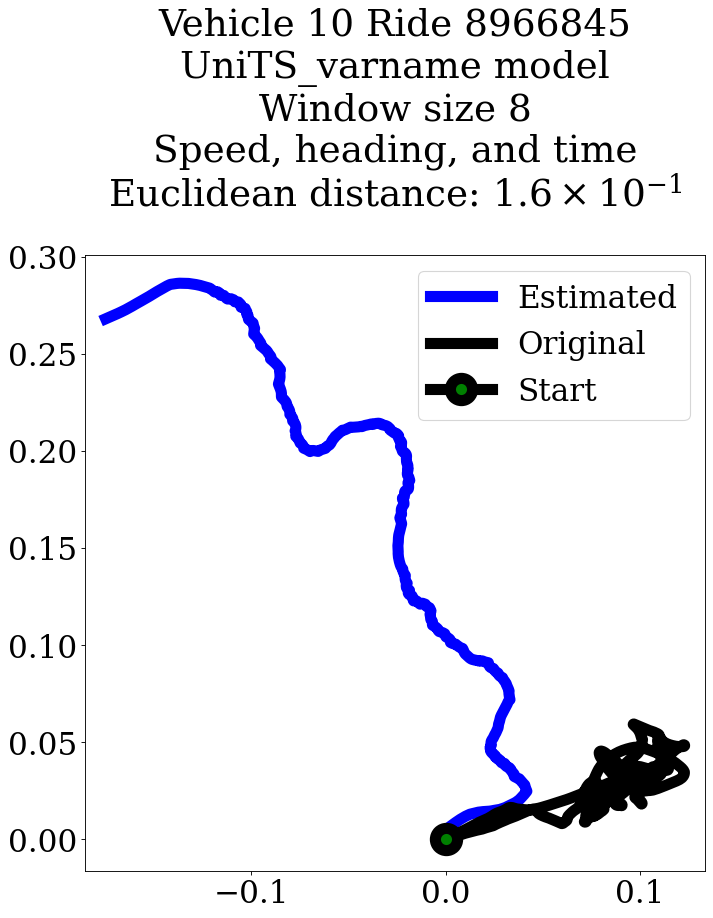 Vehicle 10 Ride 8966845
UniTS_varname model
Window size 8
Speed, heading, and time
Euclidean distance: 1.6 × 10⁻¹
0.30
0.25
0.20
0.15
0.10
0.05
0.00
−0.1
0.0
0.1
Estimated
Original
Start